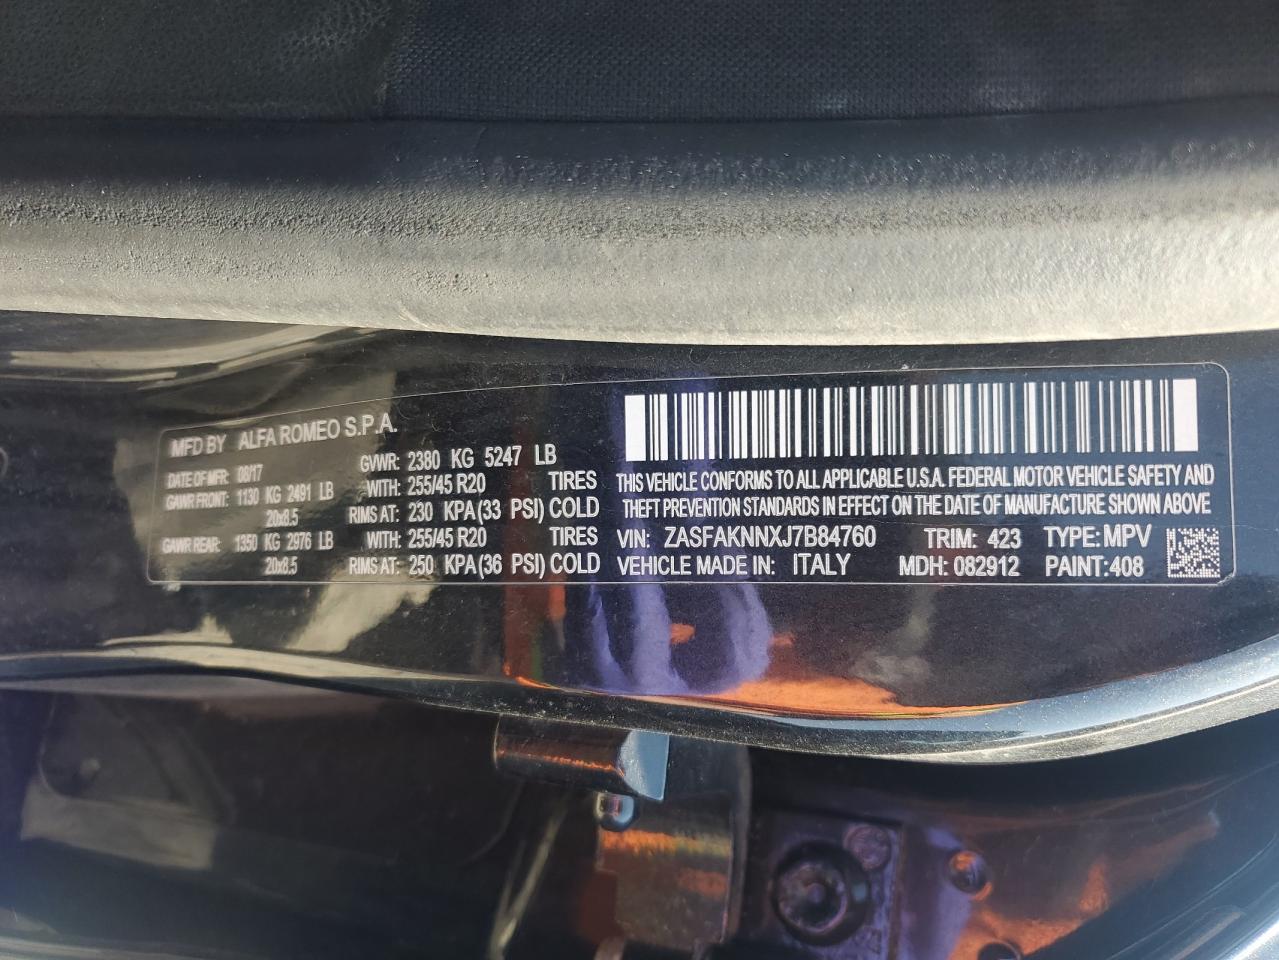 MFD BY ALFA ROMEO S.P.A.
DATE OF MFR: 08/17 GVWR: 2380 KG 5247 LB
GAWR FRONT: 1130 KG 2491 LB WITH: 255/45 R20 TIRES
20x8.5 RIMS AT: 230 KPA(33 PSI) COLD
GAWR REAR: 1350 KG 2976 LB WITH: 255/45 R20 TIRES
20x8.5 RIMS AT: 250 KPA(36 PSI) COLD
THIS VEHICLE CONFORMS TO ALL APPLICABLE U.S.A. FEDERAL MOTOR VEHICLE SAFETY AND
THEFT PREVENTION STANDARDS IN EFFECT ON THE DATE OF MANUFACTURE SHOWN ABOVE
VIN: ZASFAKNNXJ7B84760 TRIM: 423 TYPE: MPV
VEHICLE MADE IN: ITALY MDH: 082912 PAINT: 408